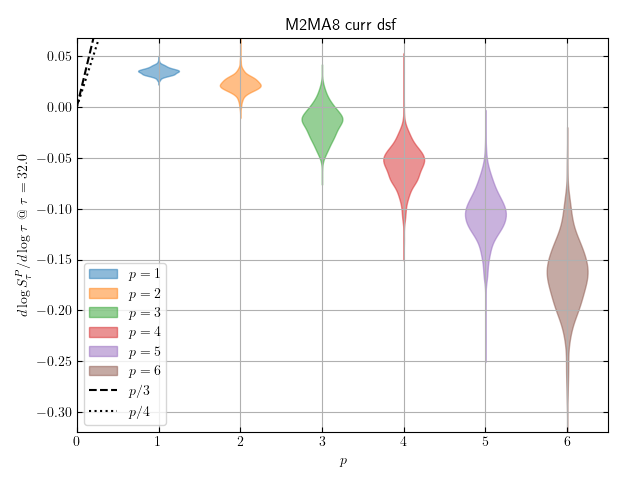 M2MA8 curr dsf
d log S_τ^P / d log τ @ τ = 32.0
0.05
0.00
−0.05
−0.10
−0.15
−0.20
−0.25
−0.30
p = 1
p = 2
p = 3
p = 4
p = 5
p = 6
p/3
p/4
0 1 2 3 4 5 6
p